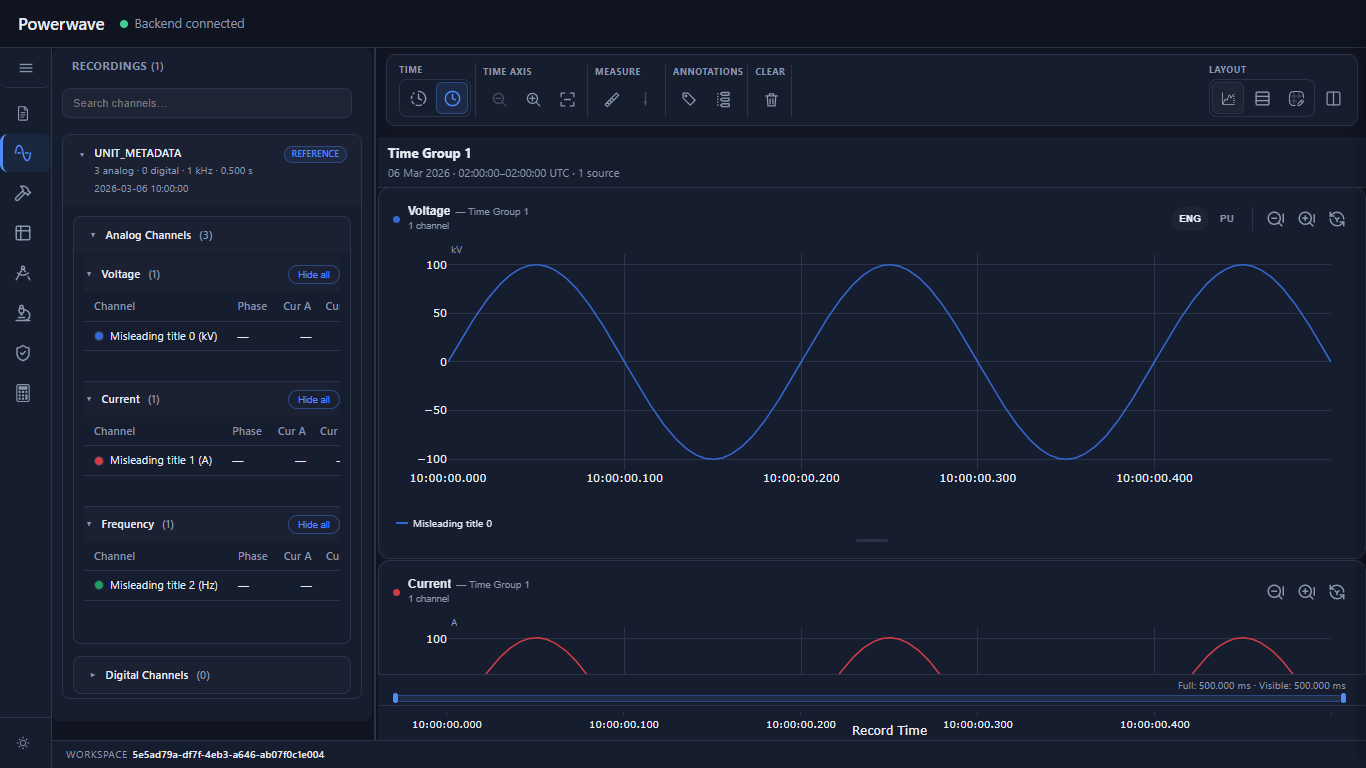 Powerwave
Backend connected
RECORDINGS (1)
Search channels...
UNIT_METADATA
REFERENCE
3 analog · 0 digital · 1 kHz · 0.500 s
2026-03-06 10:00:00
Analog Channels (3)
Voltage (1)
Hide all
Channel Phase Cur A Cu
Misleading title 0 (kV) — —
Current (1)
Hide all
Channel Phase Cur A Cur
Misleading title 1 (A) — — –
Frequency (1)
Hide all
Channel Phase Cur A Cu
Misleading title 2 (Hz) — —
Digital Channels (0)
TIME
TIME AXIS
MEASURE
ANNOTATIONS
CLEAR
LAYOUT
Time Group 1
06 Mar 2026 · 02:00:00–02:00:00 UTC · 1 source
Voltage — Time Group 1
1 channel
ENG PU
kV
100
50
0
−50
−100
10:00:00.000 10:00:00.100 10:00:00.200 10:00:00.300 10:00:00.400
Misleading title 0
Current — Time Group 1
1 channel
A
100
Full: 500.000 ms · Visible: 500.000 ms
10:00:00.000 10:00:00.100 10:00:00.200 10:00:00.300 10:00:00.400
Record Time
WORKSPACE 5e5ad79a-df7f-4eb3-a646-ab07f0c1e004